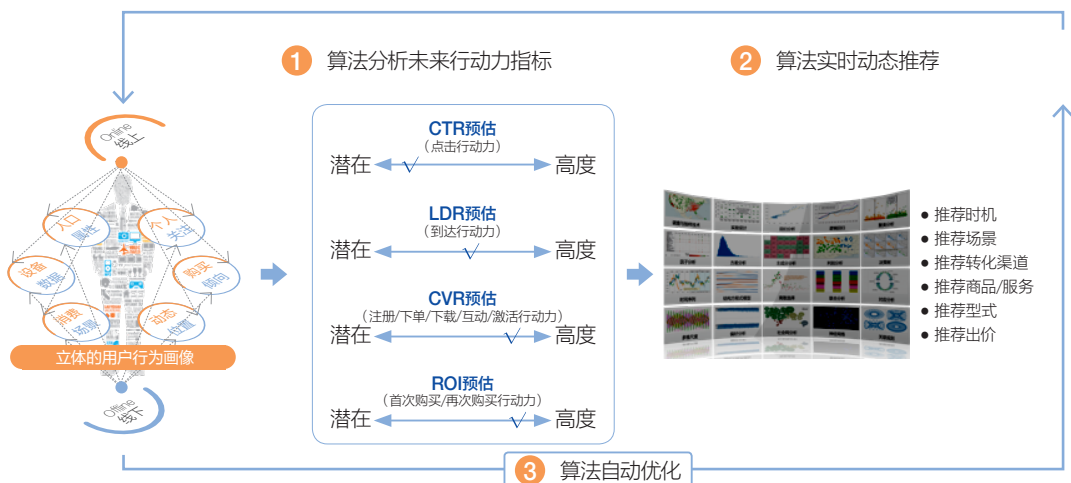 1 算法分析未来行动力指标
2 算法实时动态推荐
Online
线上
人口
属性
个人
关注
设备
数据
购买
倾向
消费
场景
动态
位置
立体的用户行为画像
Offline
线下
CTR预估
(点击行动力)
潜在
高度
LDR预估
(到达行动力)
潜在
高度
CVR预估
(注册/下单/下载/互动/激活行动力)
潜在
高度
ROI预估
(首次购买/再次购买行动力)
潜在
高度
● 推荐时机
● 推荐场景
● 推荐转化渠道
● 推荐商品/服务
● 推荐型式
● 推荐出价
3 算法自动优化